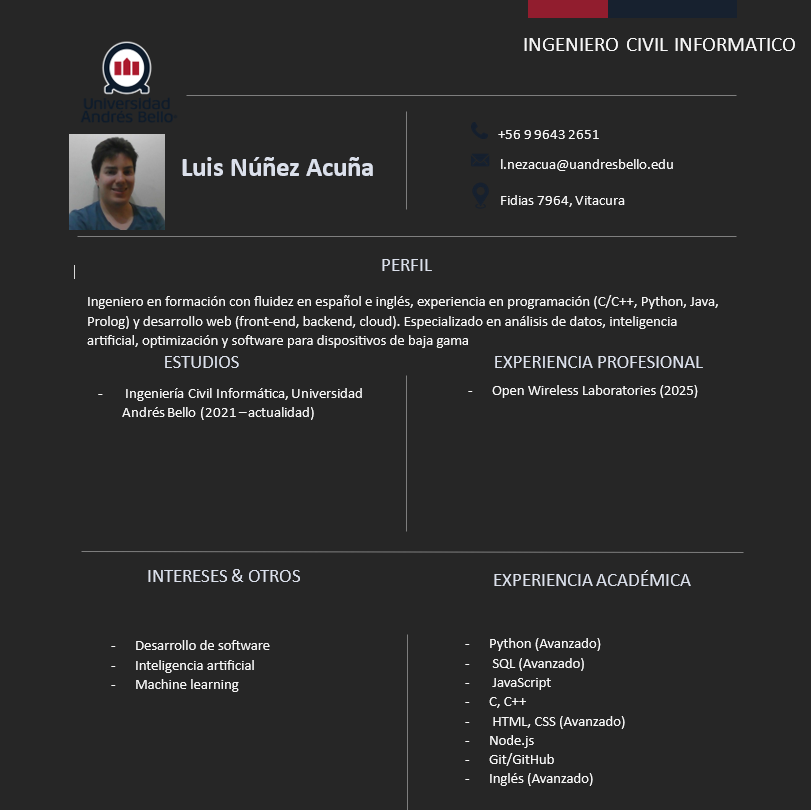 INGENIERO CIVIL INFORMATICO
Universidad
Andrés Bello
Luis Núñez Acuña
+56 9 9643 2651
l.nezacua@uandresbello.edu
Fidias 7964, Vitacura
PERFIL
Ingeniero en formación con fluidez en español e inglés, experiencia en programación (C/C++, Python, Java,
Prolog) y desarrollo web (front-end, backend, cloud). Especializado en análisis de datos, inteligencia
artificial, optimización y software para dispositivos de baja gama
ESTUDIOS
- Ingeniería Civil Informática, Universidad
Andrés Bello (2021 – actualidad)
EXPERIENCIA PROFESIONAL
- Open Wireless Laboratories (2025)
INTERESES & OTROS
- Desarrollo de software
- Inteligencia artificial
- Machine learning
EXPERIENCIA ACADÉMICA
- Python (Avanzado)
- SQL (Avanzado)
- JavaScript
- C, C++
- HTML, CSS (Avanzado)
- Node.js
- Git/GitHub
- Inglés (Avanzado)